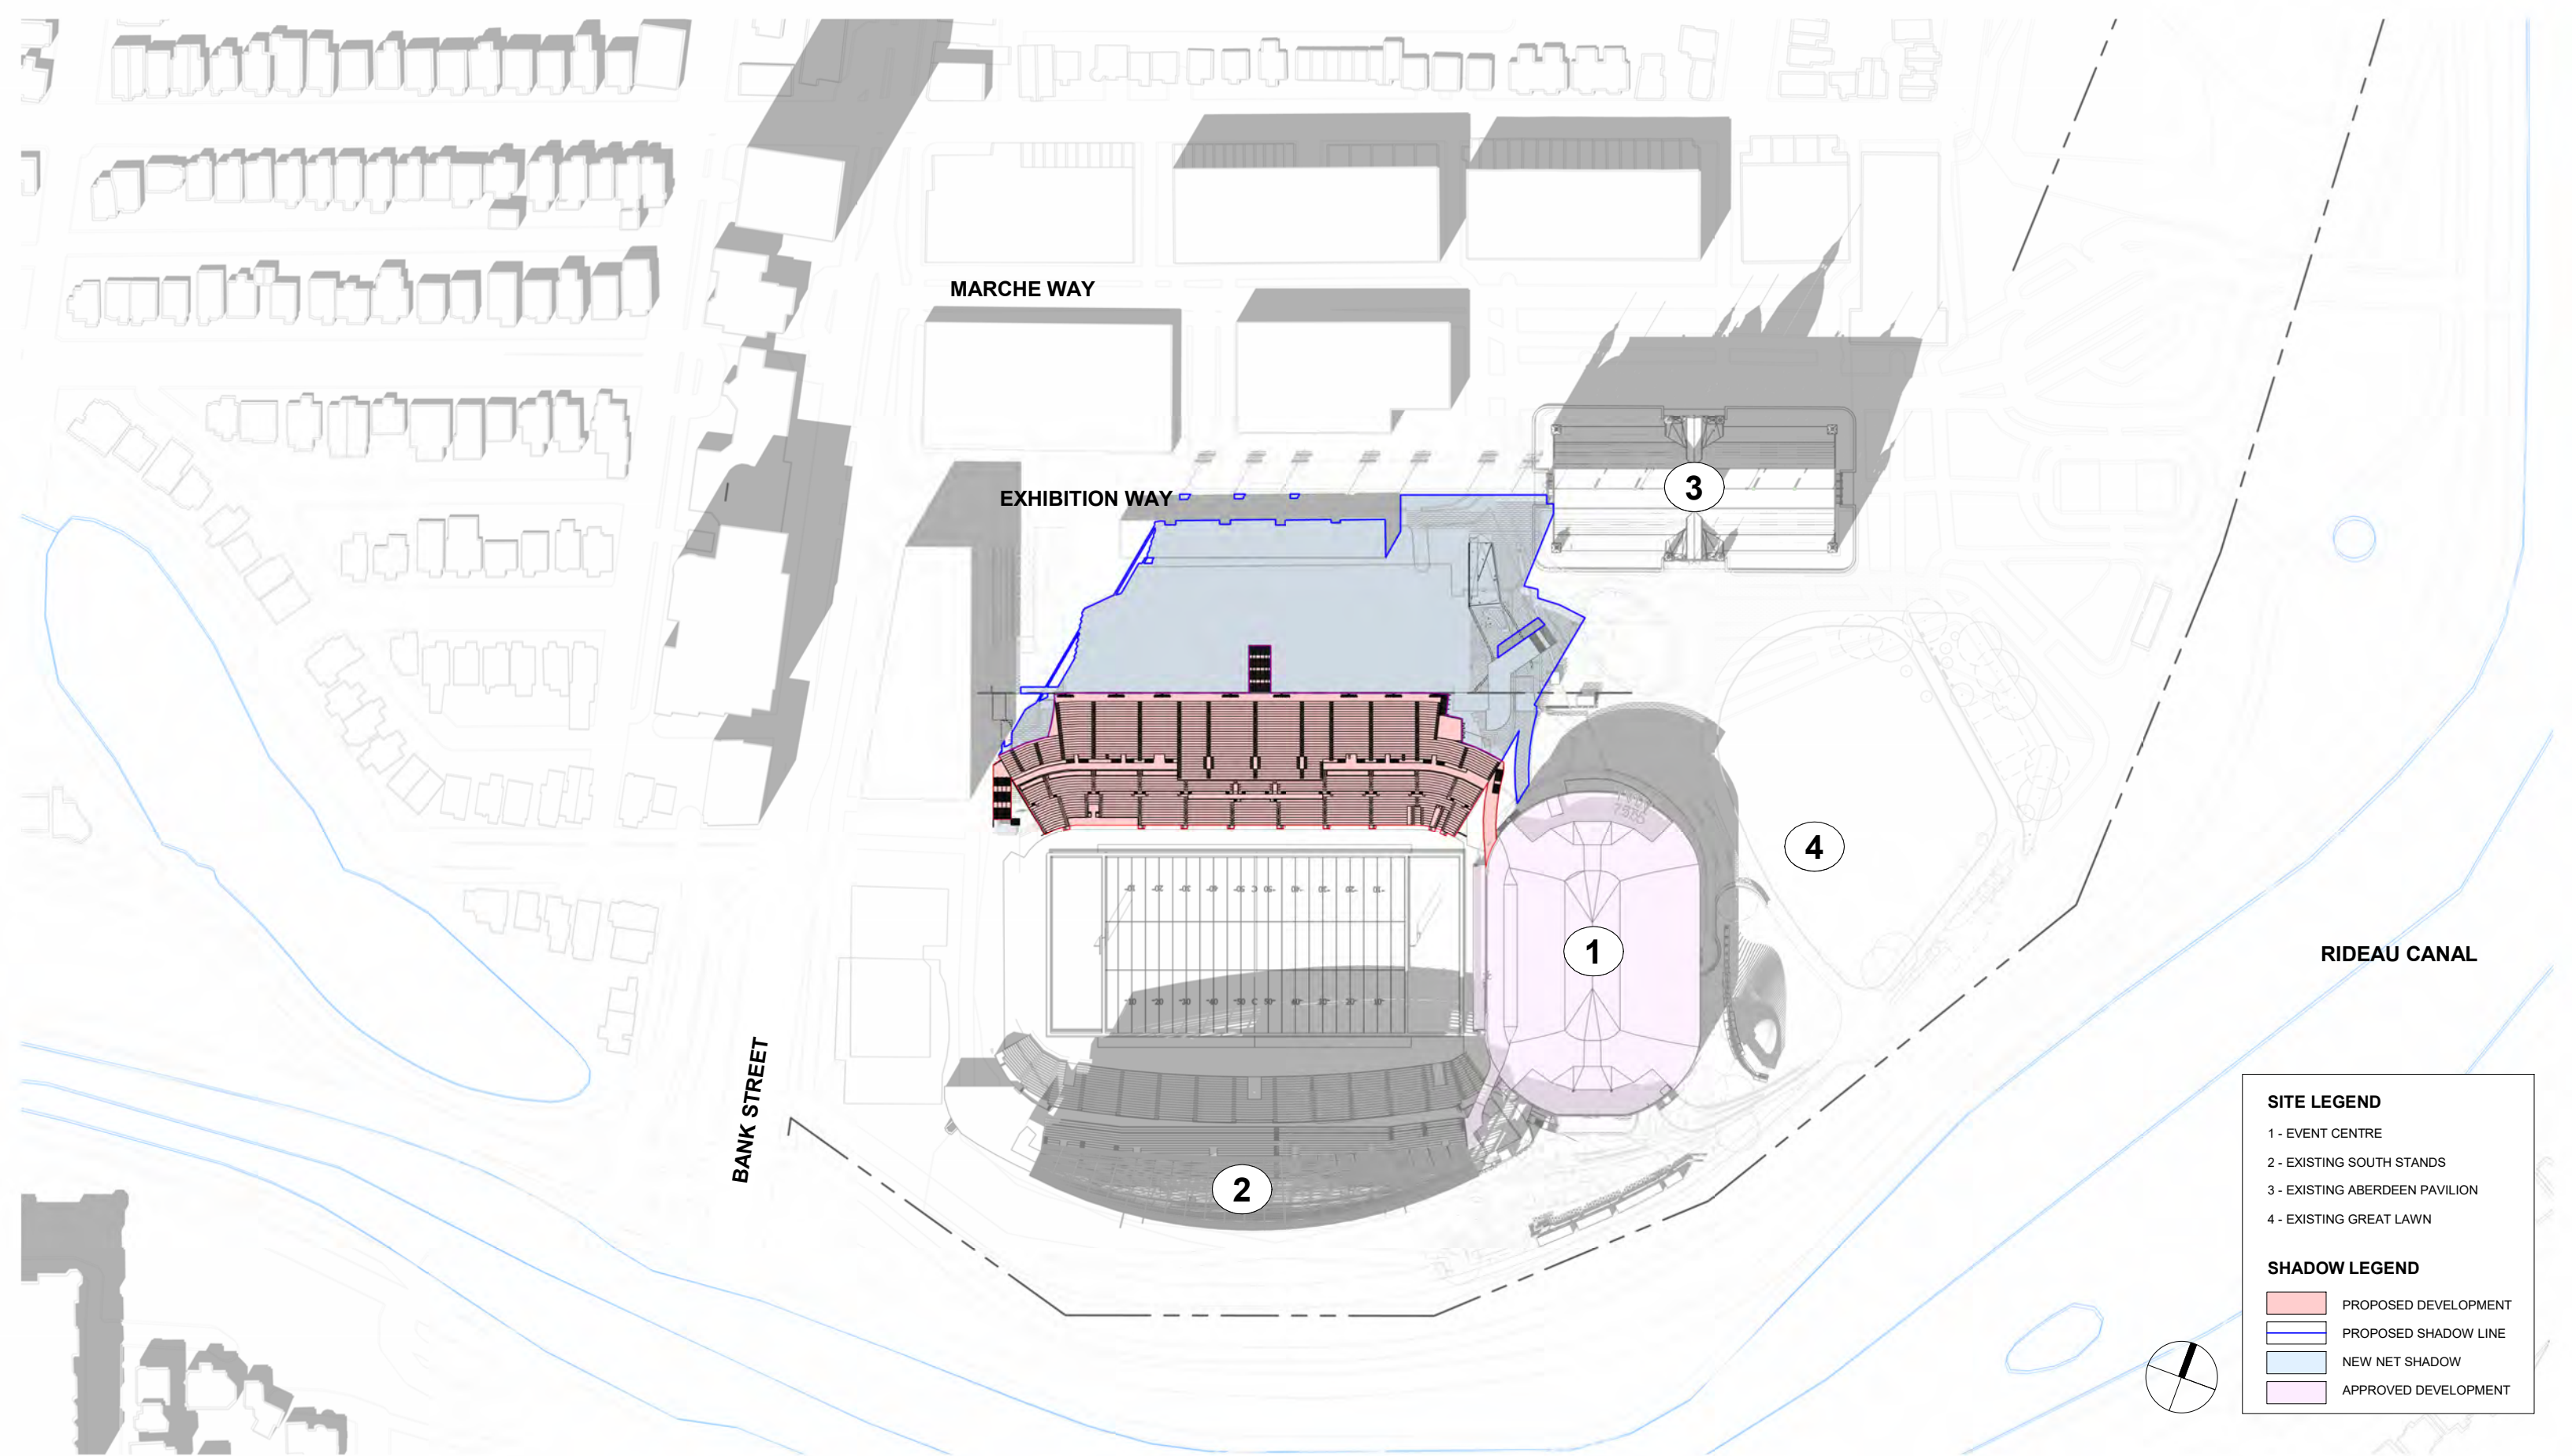 MARCHE WAY
EXHIBITION WAY
3
4
1
2
RIDEAU CANAL
BANK STREET
SITE LEGEND
1 - EVENT CENTRE
2 - EXISTING SOUTH STANDS
3 - EXISTING ABERDEEN PAVILION
4 - EXISTING GREAT LAWN
SHADOW LEGEND
PROPOSED DEVELOPMENT
PROPOSED SHADOW LINE
NEW NET SHADOW
APPROVED DEVELOPMENT